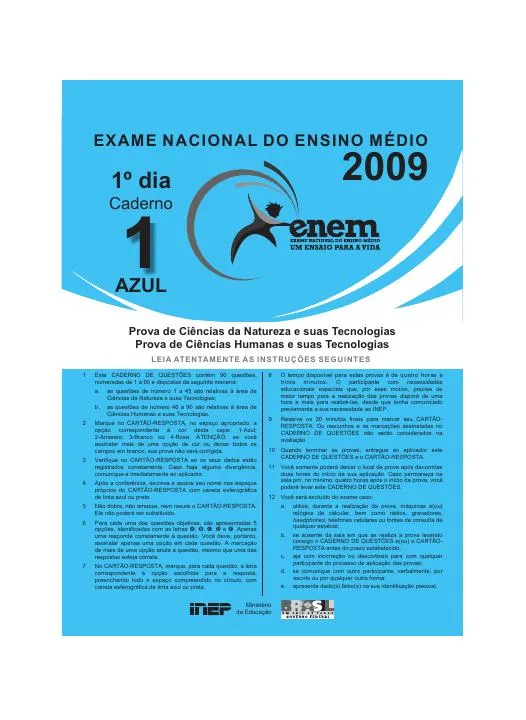 EXAME NACIONAL DO ENSINO MÉDIO
2009
1º dia
Caderno
1
AZUL
enem
EXAME NACIONAL DO ENSINO MÉDIO
UM ENSAIO PARA A VIDA
Prova de Ciências da Natureza e suas Tecnologias
Prova de Ciências Humanas e suas Tecnologias
LEIA ATENTAMENTE AS INSTRUÇÕES SEGUINTES
1 Este CADERNO DE QUESTÕES contém 90 questões,
numeradas de 1 a 90 e dispostas da seguinte maneira:
a. as questões de número 1 a 45 são relativas à área de
Ciências da Natureza e suas Tecnologias;
b. as questões de número 46 a 90 são relativas à área de
Ciências Humanas e suas Tecnologias.
2 Marque no CARTÃO-RESPOSTA, no espaço apropriado, a
opção correspondente à cor desta capa: 1-Azul;
2-Amarelo; 3-Branco ou 4-Rosa. ATENÇÃO: se você
assinalar mais de uma opção de cor ou deixar todos os
campos em branco, sua prova não será corrigida.
3 Verifique no CARTÃO-RESPOSTA se os seus dados estão
registrados corretamente. Caso haja alguma divergência,
comunique-a imediatamente ao aplicador.
4 Após a conferência, escreva e assine seu nome nos espaços
próprios do CARTÃO-RESPOSTA com caneta esferográfica
de tinta azul ou preta.
5 Não dobre, não amasse, nem rasure o CARTÃO-RESPOSTA.
Ele não poderá ser substituído.
6 Para cada uma das questões objetivas, são apresentadas 5
opções, identificadas com as letras A, B, C, D e E. Apenas
uma responde corretamente à questão. Você deve, portanto,
assinalar apenas uma opção em cada questão. A marcação
de mais de uma opção anula a questão, mesmo que uma das
respostas esteja correta.
7 No CARTÃO-RESPOSTA, marque, para cada questão, a letra
correspondente à opção escolhida para a resposta,
preenchendo todo o espaço compreendido no círculo, com
caneta esferográfica de tinta azul ou preta.
8 O tempo disponível para estas provas é de quatro horas e
trinta minutos. O participante com necessidades
educacionais especiais que, por esse motivo, precise de
maior tempo para a realização das provas disporá de uma
hora a mais para realizá-las, desde que tenha comunicado
previamente a sua necessidade ao INEP.
9 Reserve os 30 minutos finais para marcar seu CARTÃO-
RESPOSTA. Os rascunhos e as marcações assinaladas no
CADERNO DE QUESTÕES não serão considerados na
avaliação.
10 Quando terminar as provas, entregue ao aplicador este
CADERNO DE QUESTÕES e o CARTÃO-RESPOSTA.
11 Você somente poderá deixar o local de prova após decorridas
duas horas do início da sua aplicação. Caso permaneça na
sala por, no mínimo, quatro horas após o início da prova, você
poderá levar este CADERNO DE QUESTÕES.
12 Você será excluído do exame caso:
a. utilize, durante a realização da prova, máquinas e(ou)
relógios de calcular, bem como rádios, gravadores,
headphones, telefones celulares ou fontes de consulta de
qualquer espécie;
b. se ausente da sala em que se realiza a prova levando
consigo o CADERNO DE QUESTÕES e(ou) o CARTÃO-
RESPOSTA antes do prazo estabelecido;
c. aja com incorreção ou descortesia para com qualquer
participante do processo de aplicação das provas;
d. se comunique com outro participante, verbalmente, por
escrito ou por qualquer outra forma;
e. apresente dado(s) falso(s) na sua identificação pessoal.
INEP
Ministério
da Educação
BRASIL
UM PAÍS DE TODOS
GOVERNO FEDERAL